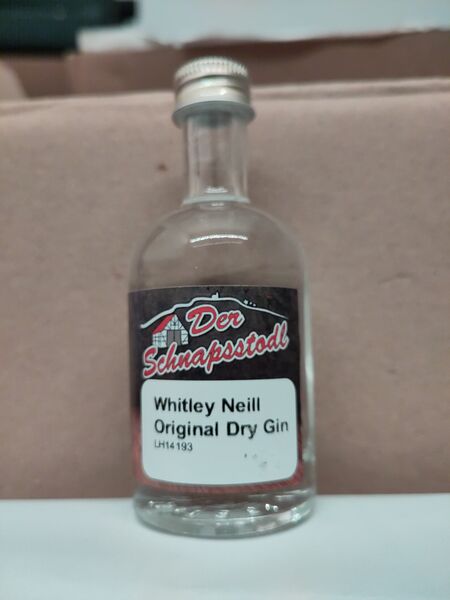 Der
Schnapsstodl
Whitley Neill
Original Dry Gin
LH14193